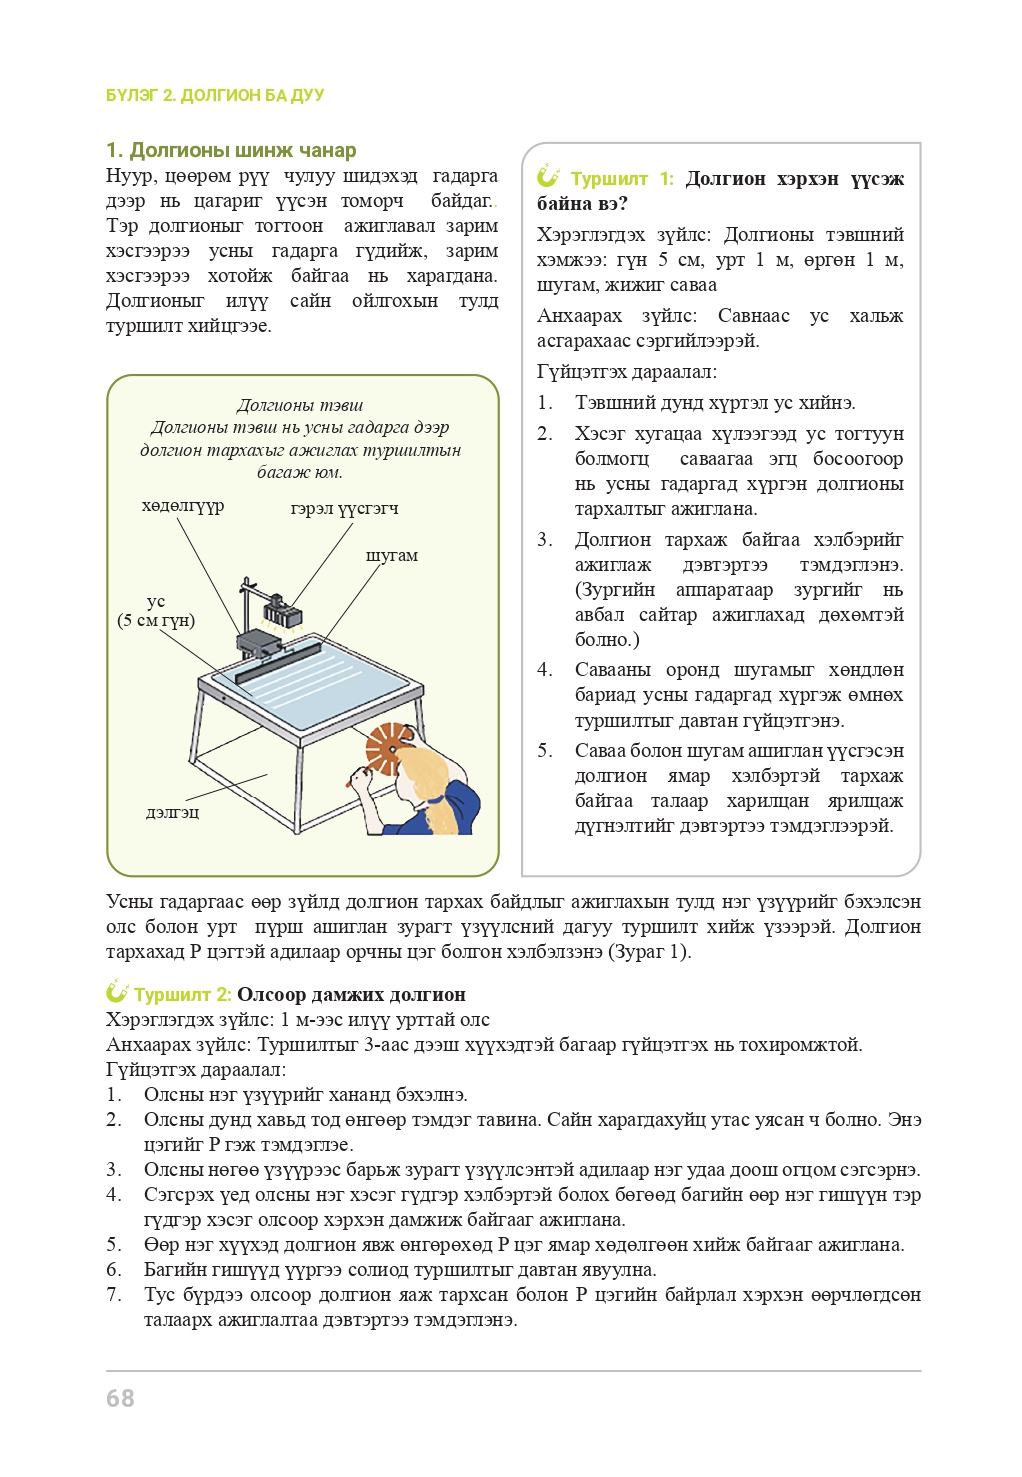 БҮЛЭГ 2. ДОЛГИОН БА ДУУ
1. Долгионы шинж чанар
Нуур, цөөрөм рүү чулуу шидэхэд гадарга
дээр нь цагариг үүсэн томорч байдаг..
Тэр долгионыг тогтоон ажиглавал зарим
хэсгээрээ усны гадарга гүдийж, зарим
хэсгээрээ хотойж байгаа нь харагдана.
Долгионыг илүү сайн ойлгохын тулд
туршилт хийцгээе.
Долгионы тэвш
Долгионы тэвш нь усны гадарга дээр
долгион тархахыг ажиглах туршилтын
багаж юм.
хөдөлгүүр
гэрэл үүсгэгч
шугам
ус
(5 см гүн)
дэлгэц
Туршилт 1: Долгион хэрхэн үүсэж
байна вэ?
Хэрэглэгдэх зүйлс: Долгионы тэвшний
хэмжээ: гүн 5 см, урт 1 м, өргөн 1 м,
шугам, жижиг саваа
Анхаарах зүйлс: Савнаас ус хальж
асгарахаас сэргийлээрэй.
Гүйцэтгэх дараалал:
1. Тэвшний дунд хүртэл ус хийнэ.
2. Хэсэг хугацаа хүлээгээд ус тогтуун
болмогц саваагаа эгц босоогоор
нь усны гадаргад хүргэн долгионы
тархалтыг ажиглана.
3. Долгион тархаж байгаа хэлбэрийг
ажиглаж дэвтэртээ тэмдэглэнэ.
(Зургийн аппаратаар зургийг нь
авбал сайтар ажиглахад дөхөмтэй
болно.)
4. Савааны оронд шугамыг хөндлөн
бариад усны гадаргад хүргэж өмнөх
туршилтыг давтан гүйцэтгэнэ.
5. Саваа болон шугам ашиглан үүсгэсэн
долгион ямар хэлбэртэй тархаж
байгаа талаар харилцан ярилцаж
дүгнэлтийг дэвтэртээ тэмдэглээрэй.
Усны гадаргаас өөр зүйлд долгион тархах байдлыг ажиглахын тулд нэг үзүүрийг бэхэлсэн
олс болон урт пүрш ашиглан зурагт үзүүлсний дагуу туршилт хийж үзээрэй. Долгион
тархахад P цэгтэй адилаар орчны цэг болгон хэлбэлзэнэ (Зураг 1).
Туршилт 2: Олсоор дамжих долгион
Хэрэглэгдэх зүйлс: 1 м-ээс илүү урттай олс
Анхаарах зүйлс: Туршилтыг 3-аас дээш хүүхэдтэй багаар гүйцэтгэх нь тохиромжтой.
Гүйцэтгэх дараалал:
1. Олсны нэг үзүүрийг хананд бэхэлнэ.
2. Олсны дунд хавьд тод өнгөөр тэмдэг тавина. Сайн харагдахуйц утас уясан ч болно. Энэ
цэгийг P гэж тэмдэглэе.
3. Олсны нөгөө үзүүрээс барьж зурагт үзүүлсэнтэй адилаар нэг удаа доош огцом сэгсэрнэ.
4. Сэгсрэх үед олсны нэг хэсэг гүдгэр хэлбэртэй болох бөгөөд багийн өөр нэг гишүүн тэр
гүдгэр хэсэг олсоор хэрхэн дамжиж байгааг ажиглана.
5. Өөр нэг хүүхэд долгион явж өнгөрөхөд P цэг ямар хөдөлгөөн хийж байгааг ажиглана.
6. Багийн гишүүд үүргээ солиод туршилтыг давтан явуулна.
7. Тус бүрдээ олсоор долгион яаж тархсан болон P цэгийн байрлал хэрхэн өөрчлөгдсөн
талаарх ажиглалтаа дэвтэртээ тэмдэглэнэ.
68